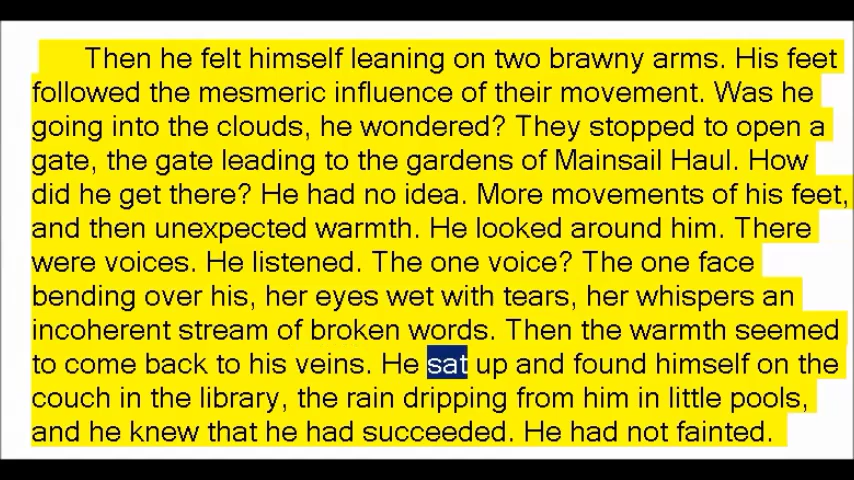 Then he felt himself leaning on two brawny arms. His feet
followed the mesmeric influence of their movement. Was he
going into the clouds, he wondered? They stopped to open a
gate, the gate leading to the gardens of Mainsail Haul. How
did he get there? He had no idea. More movements of his feet,
and then unexpected warmth. He looked around him. There
were voices. He listened. The one voice? The one face
bending over his, her eyes wet with tears, her whispers an
incoherent stream of broken words. Then the warmth seemed
to come back to his veins. He sat up and found himself on the
couch in the library, the rain dripping from him in little pools,
and he knew that he had succeeded. He had not fainted.